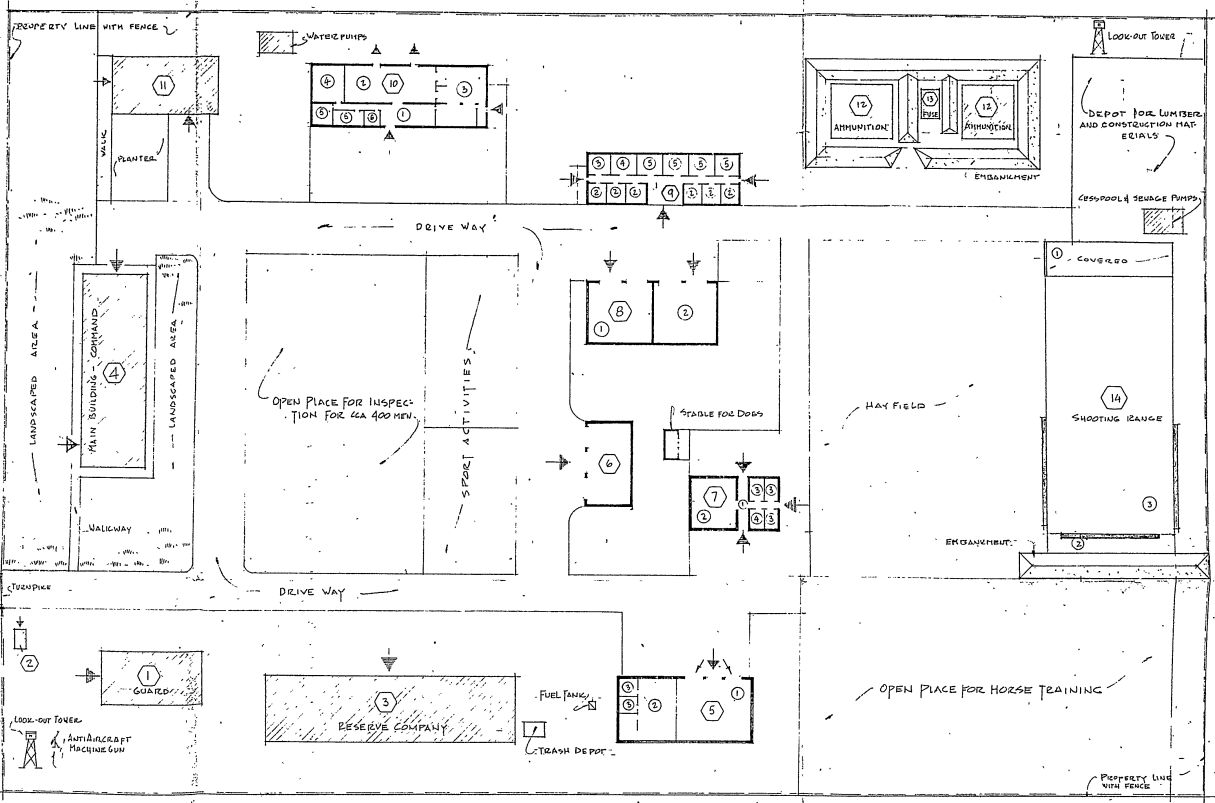 PROPERTY LINE WITH FENCE
WATER PUMPS
LOOK-OUT TOWER
11
4
2
10
3
5
5
6
1
12
AMMUNITION
13
FUSE
12
AMMUNITION
DEPOT FOR LUMBER
AND CONSTRUCTION MAT-
ERIALS
WALK
PLANTER
3
4
5
5
5
5
2
2
2
9
2
2
2
EMBANKMENT
CESSPOOL & SEWAGE PUMPS
DRIVE WAY
1
COVERED
LANDSCAPED AREA
MAIN BUILDING - COMMAND
4
LANDSCAPED AREA
8
1
2
OPEN PLACE FOR INSPEC-
TION FOR CCA 400 MEN.
SPORT ACTIVITIES
STABLE FOR DOGS
HAY FIELD
14
SHOOTING RANGE
6
7
2
1
3
3
4
3
3
WALKWAY
EMBANKMENT
2
TURNPIKE
DRIVE WAY
2
1
GUARD
3
RESERVE COMPANY
FUEL TANK
3
3
2
5
1
OPEN PLACE FOR HORSE TRAINING
LOOK-OUT TOWER
ANTI AIRCRAFT
MACHINE GUN
TRASH DEPOT
PROPERTY LINE
WITH FENCE